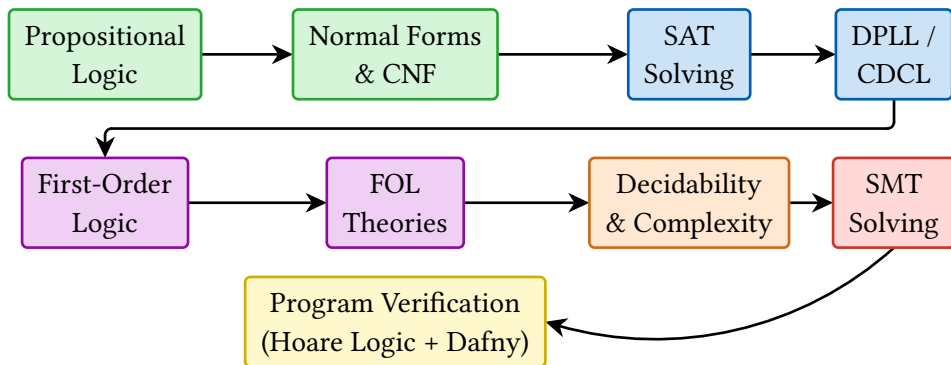 Propositional
Logic
Normal Forms
& CNF
SAT
Solving
DPLL /
CDCL
First-Order
Logic
FOL
Theories
Decidability
& Complexity
SMT
Solving
Program Verification
(Hoare Logic + Dafny)